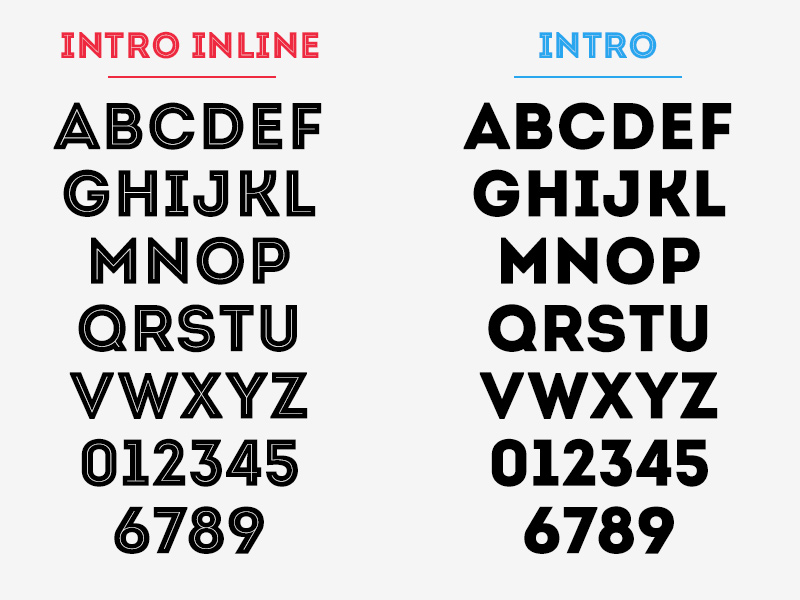 INTRO INLINE
ABCDEF
GHIJKL
MNOP
QRSTU
VWXYZ
012345
6789
INTRO
ABCDEF
GHIJKL
MNOP
QRSTU
VWXYZ
012345
6789